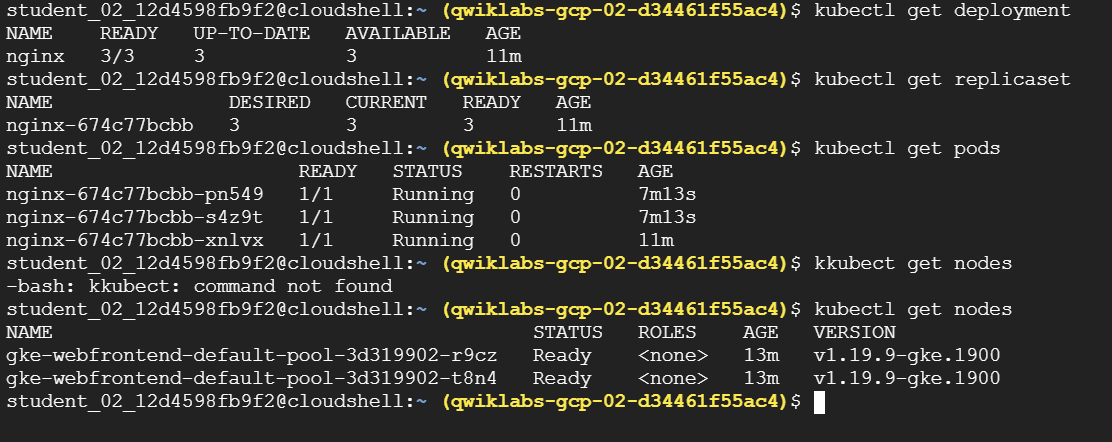 student_02_12d4598fb9f2@cloudshell:~ (qwiklabs-gcp-02-d34461f55ac4)$ kubectl get deployment
NAME    READY   UP-TO-DATE   AVAILABLE   AGE
nginx   3/3     3            3           11m
student_02_12d4598fb9f2@cloudshell:~ (qwiklabs-gcp-02-d34461f55ac4)$ kubectl get replicaset
NAME               DESIRED   CURRENT   READY   AGE
nginx-674c77bcbb   3         3         3       11m
student_02_12d4598fb9f2@cloudshell:~ (qwiklabs-gcp-02-d34461f55ac4)$ kubectl get pods
NAME                     READY   STATUS    RESTARTS   AGE
nginx-674c77bcbb-pn549   1/1     Running   0          7m13s
nginx-674c77bcbb-s4z9t   1/1     Running   0          7m13s
nginx-674c77bcbb-xnlvx   1/1     Running   0          11m
student_02_12d4598fb9f2@cloudshell:~ (qwiklabs-gcp-02-d34461f55ac4)$ kkubect get nodes
-bash: kkubect: command not found
student_02_12d4598fb9f2@cloudshell:~ (qwiklabs-gcp-02-d34461f55ac4)$ kubectl get nodes
NAME                                         STATUS   ROLES    AGE   VERSION
gke-webfrontend-default-pool-3d319902-r9cz   Ready    <none>   13m   v1.19.9-gke.1900
gke-webfrontend-default-pool-3d319902-t8n4   Ready    <none>   13m   v1.19.9-gke.1900
student_02_12d4598fb9f2@cloudshell:~ (qwiklabs-gcp-02-d34461f55ac4)$